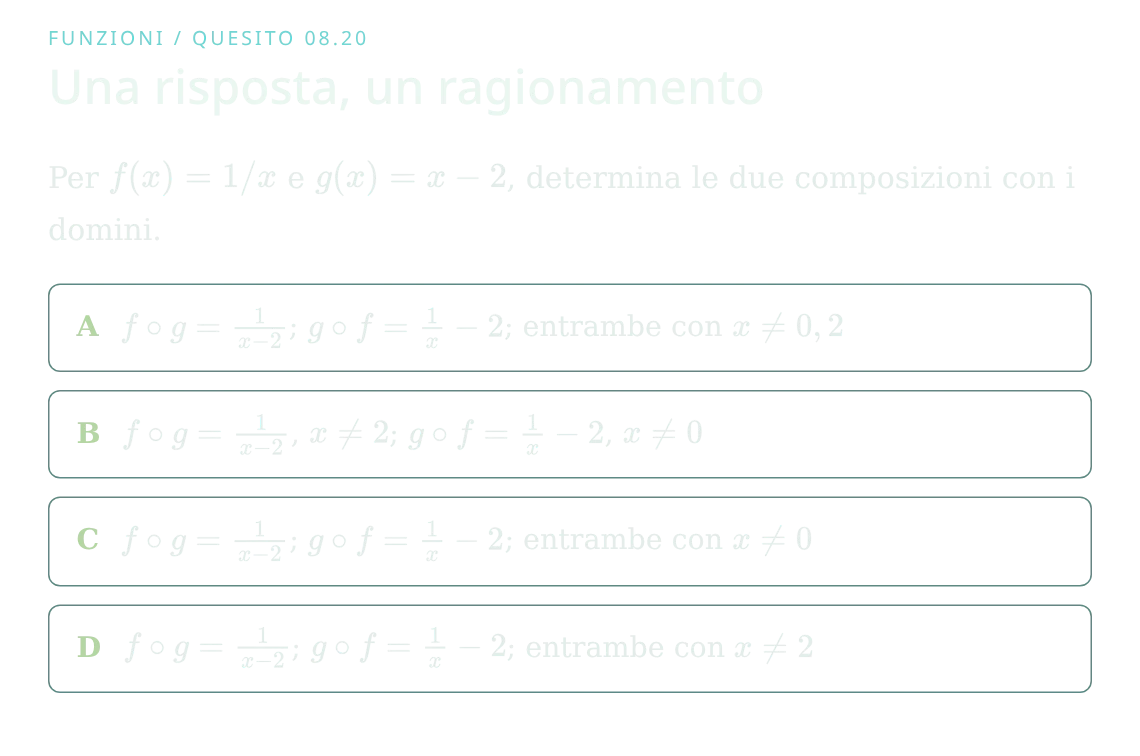 FUNZIONI / QUESITO 08.20
Una risposta, un ragionamento
Per f(x) = 1/x e g(x) = x − 2, determina le due composizioni con i
domini.
A f ∘ g = 1/(x−2); g ∘ f = 1/x − 2; entrambe con x ≠ 0, 2
B f ∘ g = 1/(x−2), x ≠ 2; g ∘ f = 1/x − 2, x ≠ 0
C f ∘ g = 1/(x−2); g ∘ f = 1/x − 2; entrambe con x ≠ 0
D f ∘ g = 1/(x−2); g ∘ f = 1/x − 2; entrambe con x ≠ 2